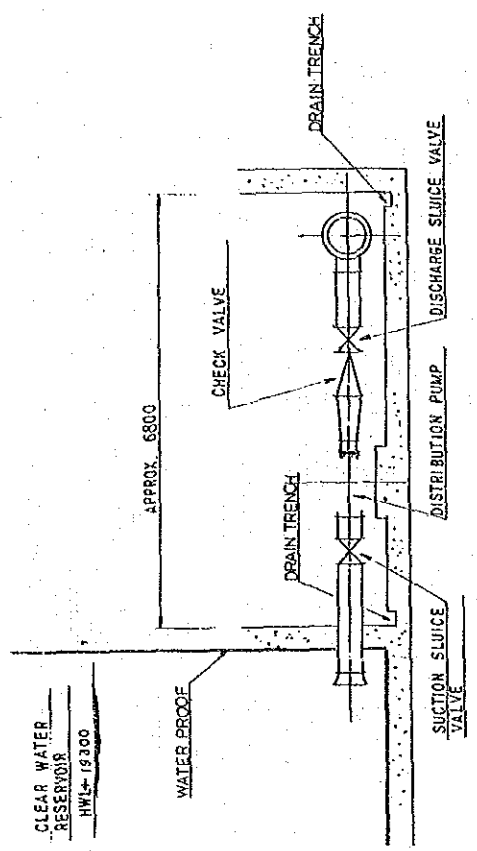 CLEAR WATER
RESERVOIR
HWL+19300
WATER PROOF
APPROX 6800
CHECK VALVE
DRAIN TRENCH
DRAIN TRENCH
SUCTION SLUICE
VALVE
DISTRIBUTION PUMP
DISCHARGE SLUICE VALVE